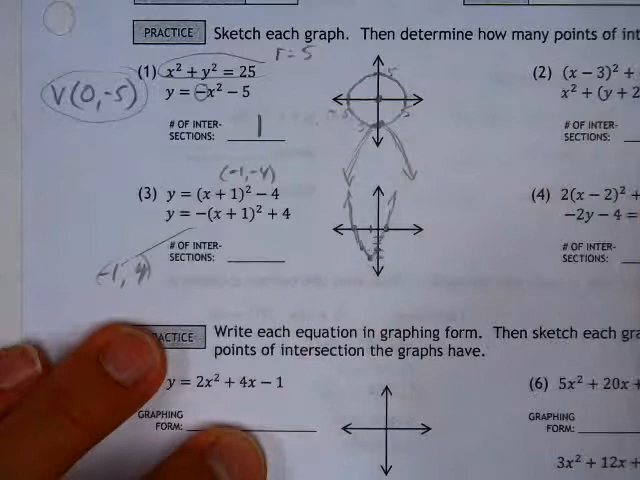 PRACTICE Sketch each graph. Then determine how many points of int
r = 5
(1) x² + y² = 25
y = −x² − 5
V(0, -5)
5
5
# OF INTER-
SECTIONS: 1
(2) (x − 3)² +
x² + (y + 2
# OF INTER-
SECTIONS:
(-1, -4)
(3) y = (x + 1)² − 4
y = −(x + 1)² + 4
# OF INTER-
SECTIONS:
(-1, 4)
(4) 2(x − 2)² +
−2y − 4 =
# OF INTER-
SECTIONS:
ACTICE Write each equation in graphing form. Then sketch each gra
points of intersection the graphs have.
y = 2x² + 4x − 1
GRAPHING
FORM:
(6) 5x² + 20x +
GRAPHING
FORM:
3x² + 12x +